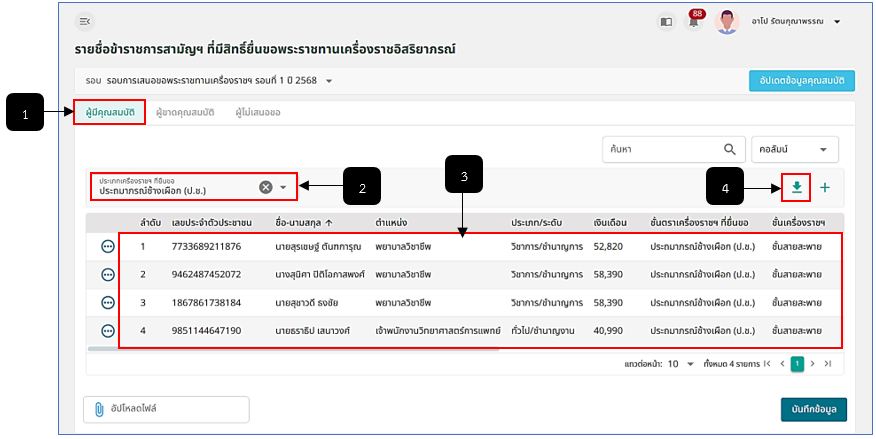 88
อาโป รัตนคุณาพรรณ
รายชื่อข้าราชการสามัญฯ ที่มีสิทธิ์ยื่นขอพระราชทานเครื่องราชอิสริยาภรณ์
รอบ รอบการเสนอขอพระราชทานเครื่องราชฯ รอบที่ 1 ปี 2568
อัปเดตข้อมูลคุณสมบัติ
1
ผู้มีคุณสมบัติ ผู้ขาดคุณสมบัติ ผู้ไม่เสนอขอ
ค้นหา
คอลัมน์
ประเภทเครื่องราชฯ ที่ยื่นขอ
ประถมาภรณ์ช้างเผือก (ป.ช.)
2
3
4
ลำดับ เลขประจำตัวประชาชน ชื่อ-นามสกุล ตำแหน่ง ประเภท/ระดับ เงินเดือน ชั้นตราเครื่องราชฯ ที่ยื่นขอ ชั้นเครื่องราชฯ
1 7733689211876 นายสุรเชษฐ์ ตันทการุณ พยาบาลวิชาชีพ วิชาการ/ชำนาญการ 52,820 ประถมาภรณ์ช้างเผือก (ป.ช.) ชั้นสายสะพาย
2 9462487452072 นางสุนิศา ปิติโอภาสพงศ์ พยาบาลวิชาชีพ วิชาการ/ชำนาญการ 58,390 ประถมาภรณ์ช้างเผือก (ป.ช.) ชั้นสายสะพาย
3 1867861738184 นายสุชาวดี ธงชัย พยาบาลวิชาชีพ วิชาการ/ชำนาญการ 58,390 ประถมาภรณ์ช้างเผือก (ป.ช.) ชั้นสายสะพาย
4 9851144647190 นายธราธิป เสนาวงค์ เจ้าพนักงานวิทยาศาสตร์การแพทย์ ทั่วไป/ชำนาญงาน 40,990 ประถมาภรณ์ช้างเผือก (ป.ช.) ชั้นสายสะพาย
แถวต่อหน้า: 10 ทั้งหมด 4 รายการ 1
อัปโหลดไฟล์
บันทึกข้อมูล